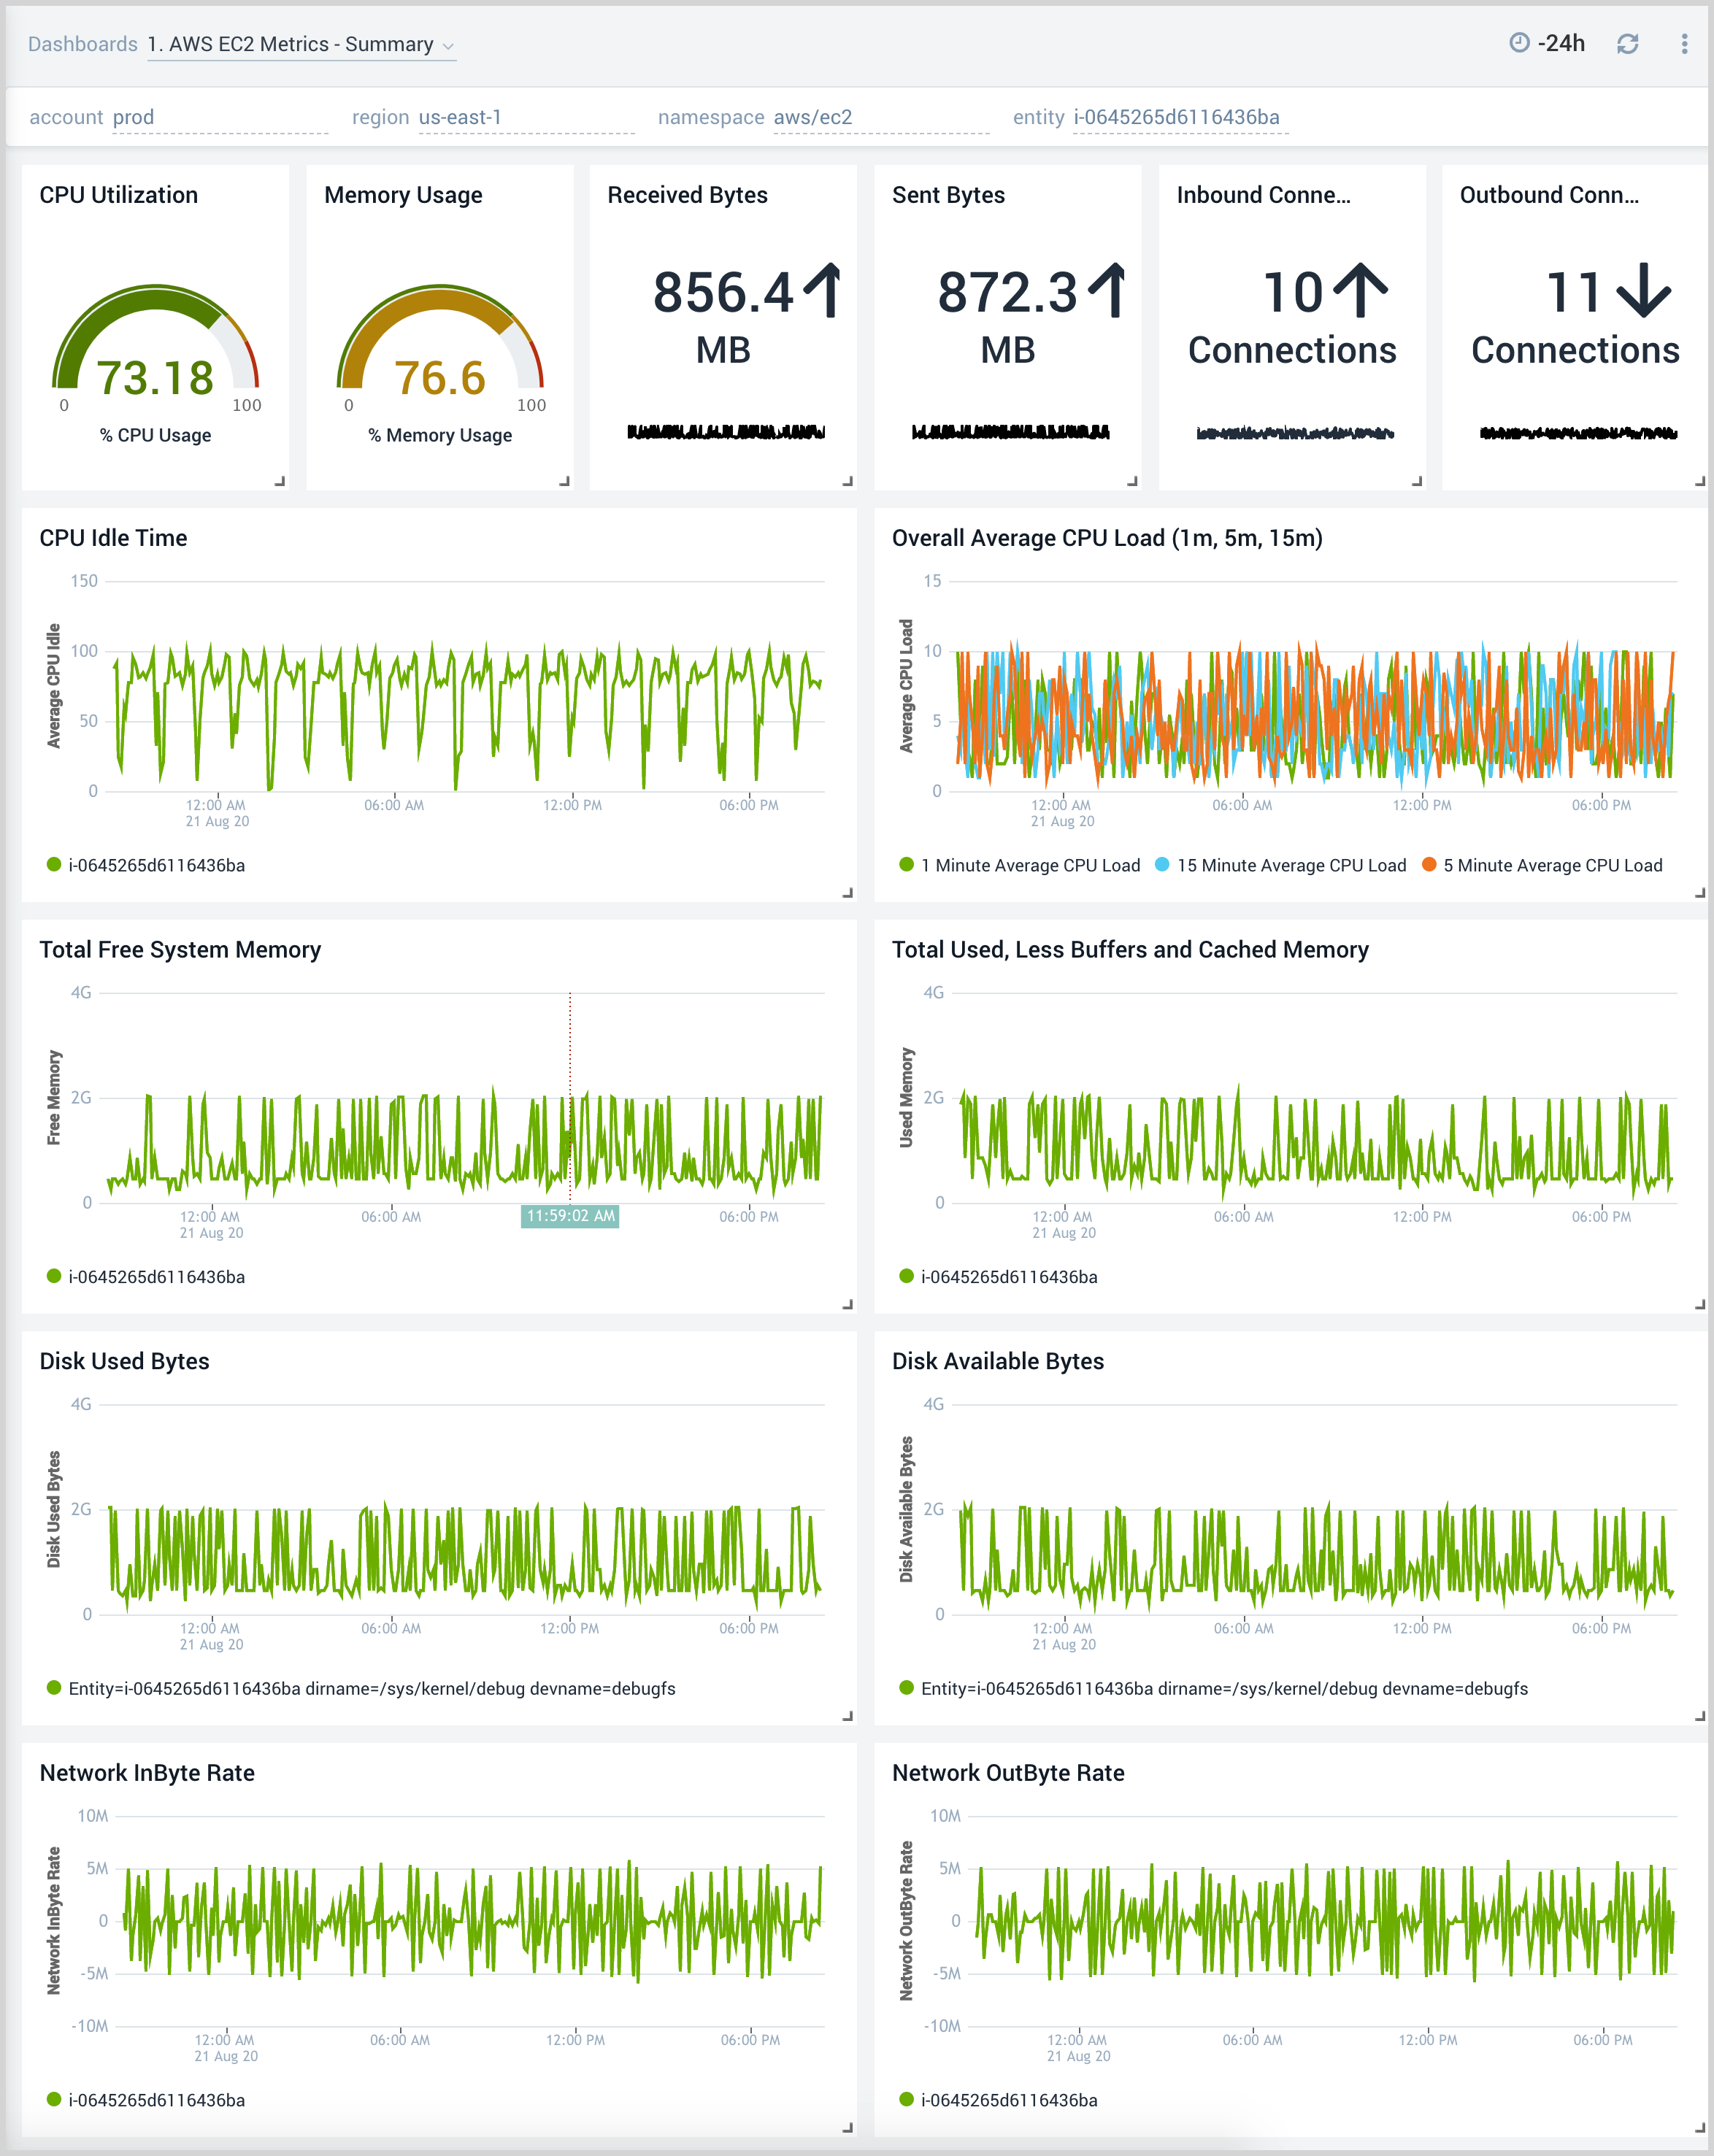 Dashboards 1. AWS EC2 Metrics - Summary
-24h
account prod region us-east-1 namespace aws/ec2 entity i-0645265d6116436ba
CPU Utilization
73.18
0 100
% CPU Usage
Memory Usage
76.6
0 100
% Memory Usage
Received Bytes
856.4
MB
Sent Bytes
872.3
MB
Inbound Conne...
10
Connections
Outbound Conn...
11
Connections
CPU Idle Time
Average CPU Idle
150
100
50
0
12:00 AM 06:00 AM 12:00 PM 06:00 PM
21 Aug 20
i-0645265d6116436ba
Overall Average CPU Load (1m, 5m, 15m)
Average CPU Load
15
10
5
0
12:00 AM 06:00 AM 12:00 PM 06:00 PM
21 Aug 20
1 Minute Average CPU Load 15 Minute Average CPU Load 5 Minute Average CPU Load
Total Free System Memory
Free Memory
4G
2G
0
12:00 AM 06:00 AM 11:59:02 AM 06:00 PM
21 Aug 20
i-0645265d6116436ba
Total Used, Less Buffers and Cached Memory
Used Memory
4G
2G
0
12:00 AM 06:00 AM 12:00 PM 06:00 PM
21 Aug 20
i-0645265d6116436ba
Disk Used Bytes
Disk Used Bytes
4G
2G
0
12:00 AM 06:00 AM 12:00 PM 06:00 PM
21 Aug 20
Entity=i-0645265d6116436ba dirname=/sys/kernel/debug devname=debugfs
Disk Available Bytes
Disk Available Bytes
4G
2G
0
12:00 AM 06:00 AM 12:00 PM 06:00 PM
21 Aug 20
Entity=i-0645265d6116436ba dirname=/sys/kernel/debug devname=debugfs
Network InByte Rate
Network InByte Rate
10M
5M
0
-5M
-10M
12:00 AM 06:00 AM 12:00 PM 06:00 PM
21 Aug 20
i-0645265d6116436ba
Network OutByte Rate
Network OutByte Rate
10M
5M
0
-5M
-10M
12:00 AM 06:00 AM 12:00 PM 06:00 PM
21 Aug 20
i-0645265d6116436ba